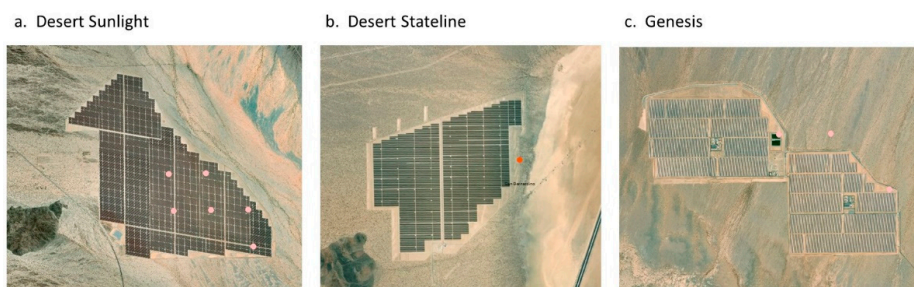 a. Desert Sunlight
b. Desert Stateline
c. Genesis